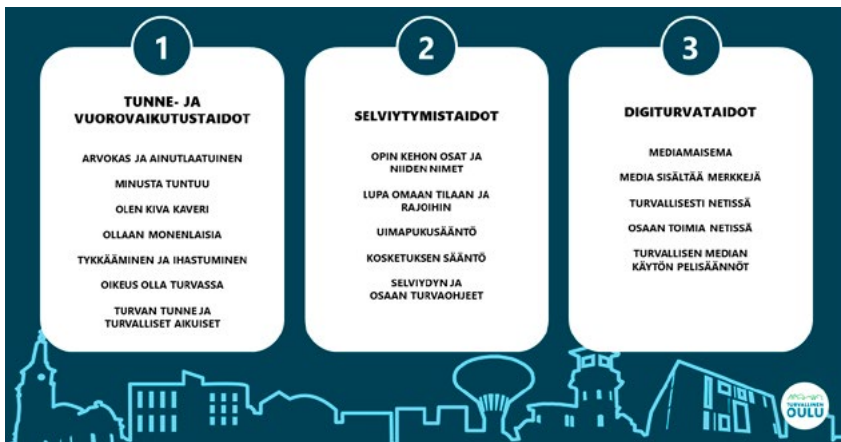 1
TUNNE- JA
VUOROVAIKUTUSTAIDOT
ARVOKAS JA AINUTLAATUINEN
MINUSTA TUNTUU
OLEN KIVA KAVERI
OLLAAN MONENLAISIA
TYKKÄÄMINEN JA IHASTUMINEN
OIKEUS OLLA TURVASSA
TURVAN TUNNE JA
TURVALLISET AIKUISET
2
SELVIYTYMISTAIDOT
OPIN KEHON OSAT JA
NIIDEN NIMET
LUPA OMAAN TILAAN JA
RAJOIHIN
UIMAPUKUSÄÄNTÖ
KOSKETUKSEN SÄÄNTÖ
SELVIYDYN JA
OSAAN TURVAOHJEET
3
DIGITURVATAIDOT
MEDIAMAISEMA
MEDIA SISÄLTÄÄ MERKKEJÄ
TURVALLISESTI NETISSÄ
OSAAN TOIMIA NETISSÄ
TURVALLISEN MEDIAN
KÄYTÖN PELISÄÄNNÖT
TURVALLINEN
OULU